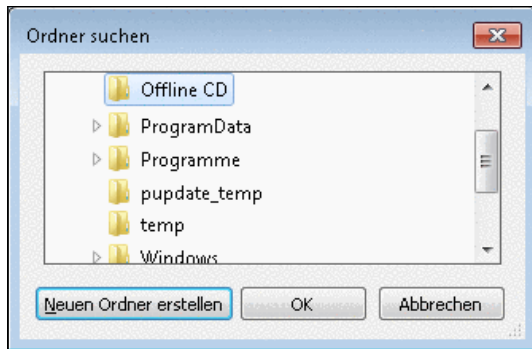 Ordner suchen
Offline CD
ProgramData
Programme
pupdate_temp
temp
Windows
Neuen Ordner erstellen OK Abbrechen